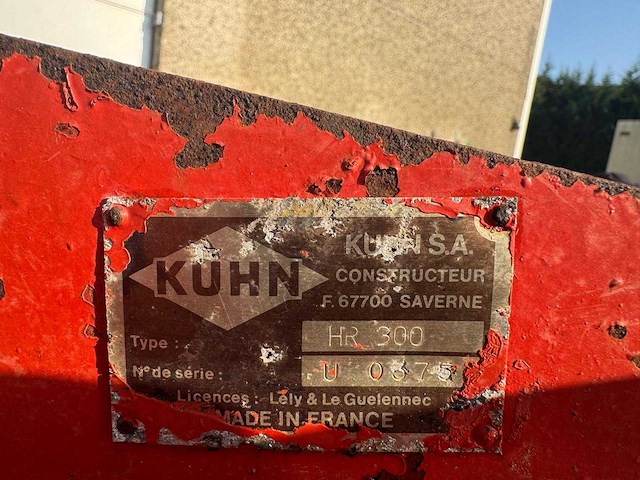 KUHN
KUHN S.A.
CONSTRUCTEUR
F. 67700 SAVERNE
Type : HR 300
N° de série : U 0375
Licences : Lely & Le Guelennec
MADE IN FRANCE